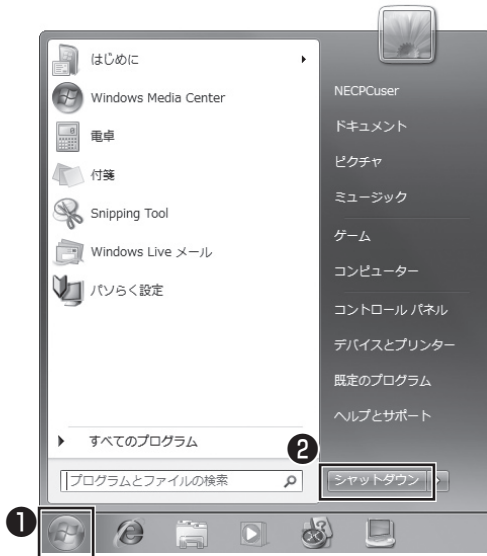 はじめに
Windows Media Center
電卓
付箋
Snipping Tool
Windows Live メール
パソらく設定
すべてのプログラム
プログラムとファイルの検索
NECPCuser
ドキュメント
ピクチャ
ミュージック
ゲーム
コンピューター
コントロール パネル
デバイスとプリンター
既定のプログラム
ヘルプとサポート
❷
シャットダウン
❶